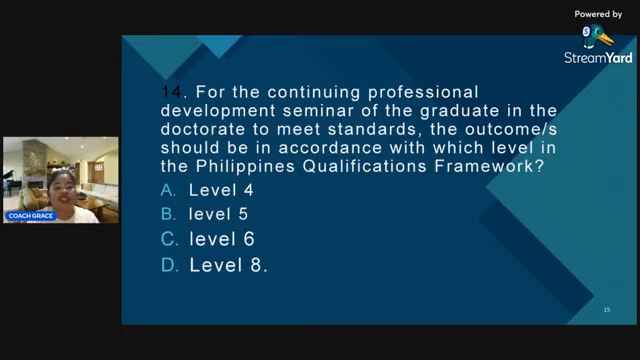 Powered by
StreamYard
14. For the continuing professional
development seminar of the graduate in the
doctorate to meet standards, the outcome/s
should be in accordance with which level in
the Philippines Qualifications Framework?
A. Level 4
B. level 5
C. level 6
D. Level 8.
COACH GRACE
15